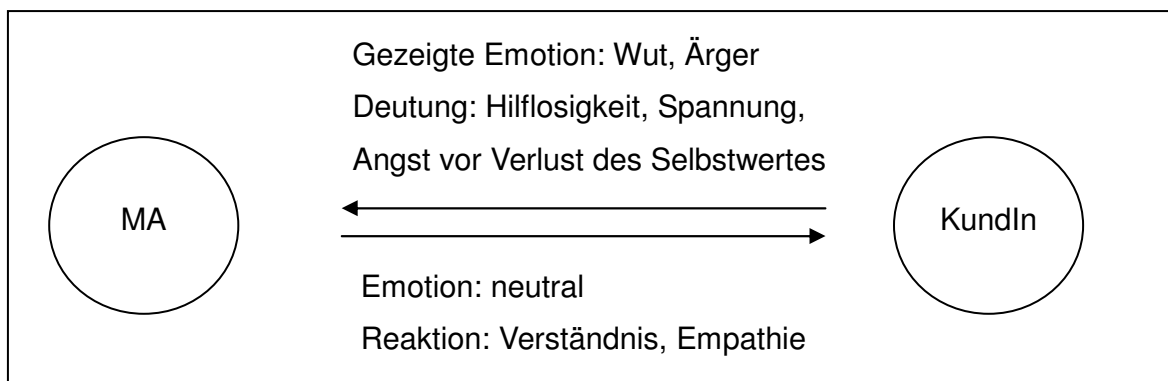 Gezeigte Emotion: Wut, Ärger
Deutung: Hilflosigkeit, Spannung,
Angst vor Verlust des Selbstwertes
MA
KundIn
Emotion: neutral
Reaktion: Verständnis, Empathie